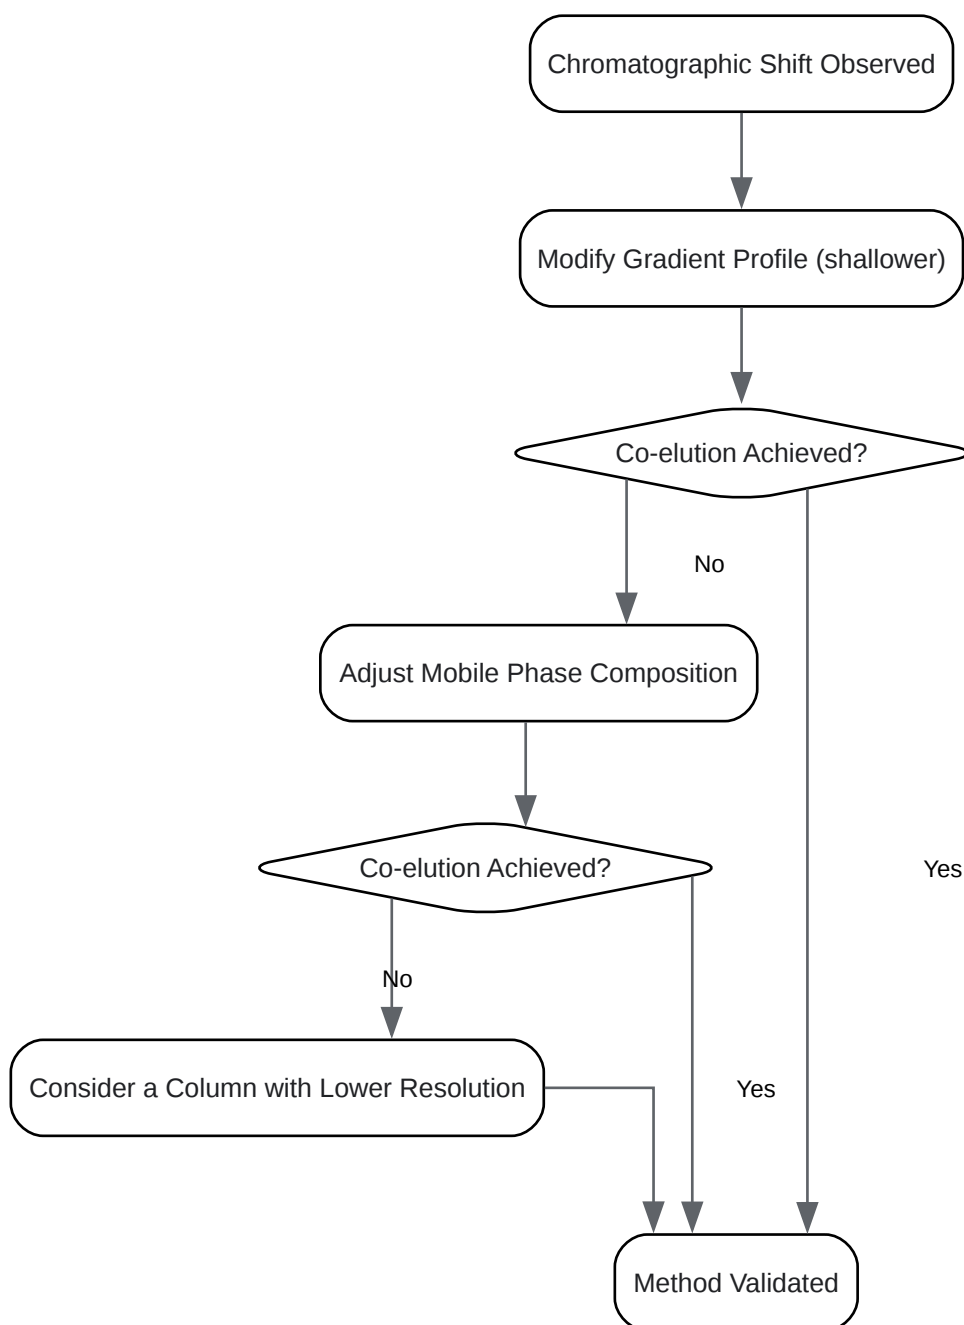 Chromatographic Shift Observed
Modify Gradient Profile (shallower)
Co-elution Achieved?
No
Adjust Mobile Phase Composition
Co-elution Achieved?
Yes
No
Consider a Column with Lower Resolution
Yes
Method Validated